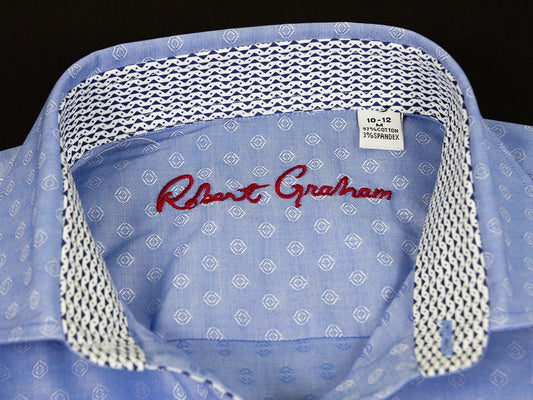 10-12
M
97%COTTON
3%SPANDEX
Robert Graham